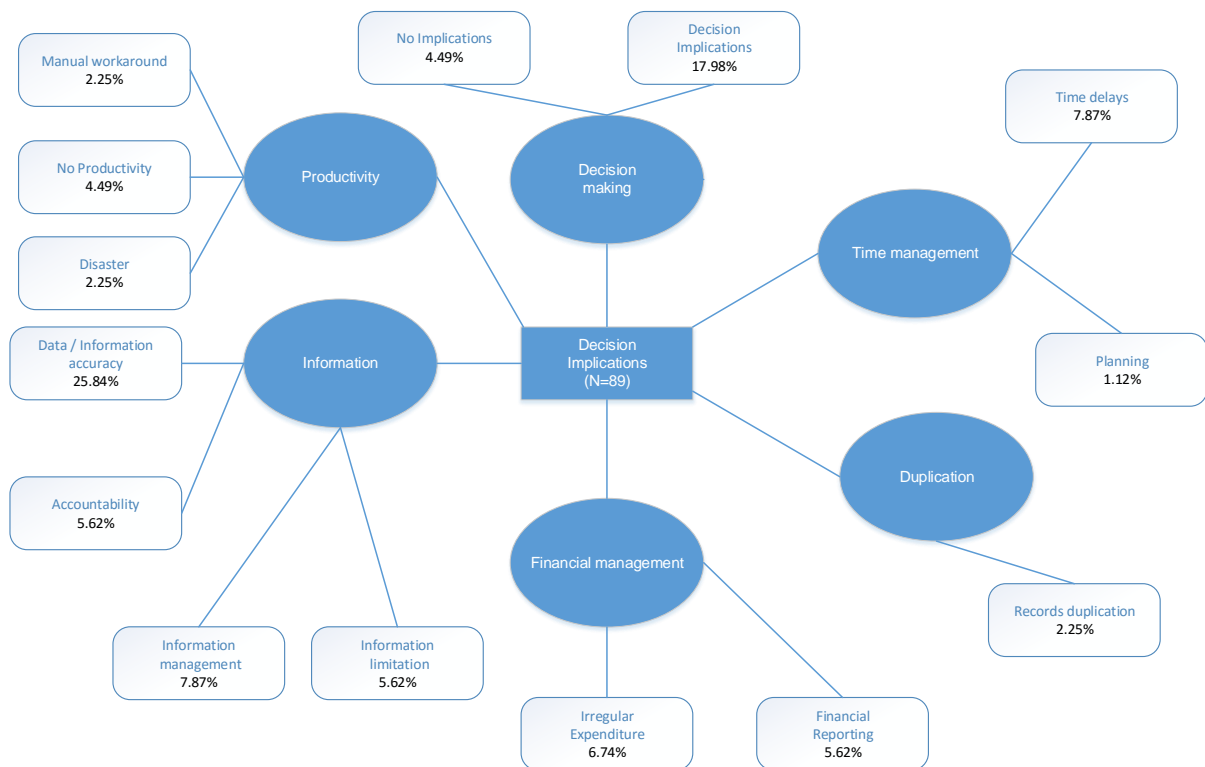 No Implications
4.49%
Decision
Implications
17.98%
Manual workaround
2.25%
Time delays
7.87%
No Productivity
4.49%
Productivity
Decision
making
Disaster
2.25%
Time management
Data / Information
accuracy
25.84%
Information
Decision
Implications
(N=89)
Planning
1.12%
Accountability
5.62%
Duplication
Financial management
Records duplication
2.25%
Information
management
7.87%
Information
limitation
5.62%
Irregular
Expenditure
6.74%
Financial
Reporting
5.62%